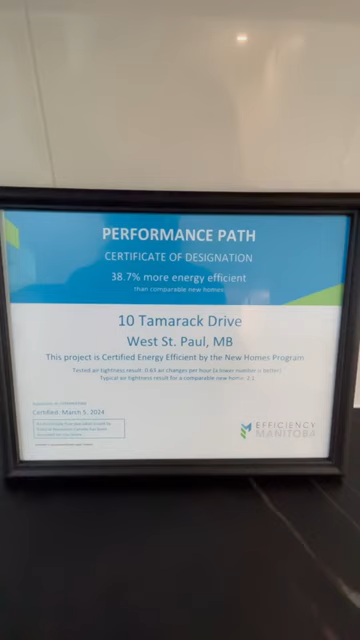 PERFORMANCE PATH
CERTIFICATE OF DESIGNATION
38.7% more energy efficient
than comparable new homes
10 Tamarack Drive
West St. Paul, MB
This project is Certified Energy Efficient by the New Homes Program
Tested air tightness result: 0.65 air changes per hour (a lower number is better)
Typical air tightness result for a comparable new home:
Certified: March 5, 2024
EFFICIENCY
MANITOBA